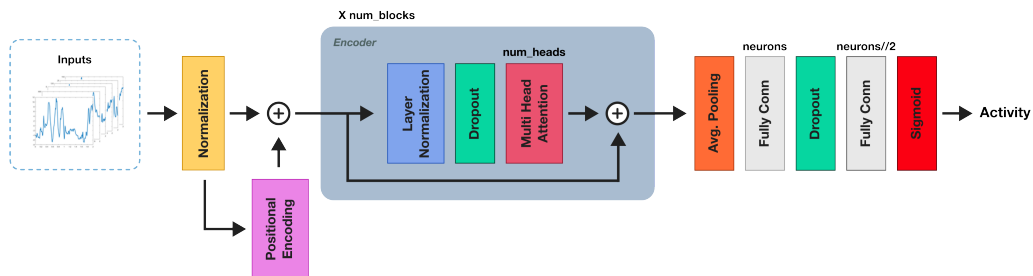 X num_blocks
Encoder
Inputs
Normalization
Positional
Encoding
num_heads
Layer
Normalization
Dropout
Multi Head
Attention
neurons
neurons//2
Avg. Pooling
Fully Conn
Dropout
Fully Conn
Sigmoid
Activity